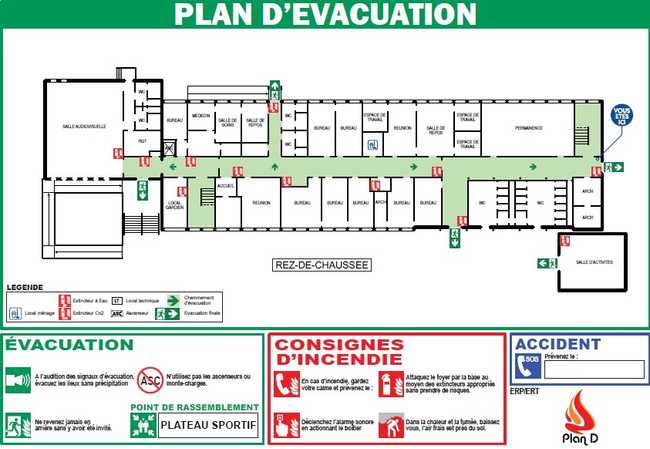 PLAN D'EVACUATION
VOUS
ETES
ICI
SALLE AUDIOVISUELLE
WC
WC
RGT
BUREAU
MEDECIN
SALLE DE
SOINS
SALLE DE
REPOS
WC
WC
BUREAU
BUREAU
ESPACE DE
TRAVAIL
REUNION
SALLE DE
REPOS
ESPACE DE
TRAVAIL
ESPACE DE
TRAVAIL
PERMANENCE
LOCAL
GARDIEN
ACCUEIL
REUNION
BUREAU
BUREAU
BUREAU
ARCH
BUREAU
BUREAU
WC
WC
ARCH
ARCH
SALLE D'ACTIVITES
REZ-DE-CHAUSSEE
LEGENDE
Local ménage
Extincteur à Eau
Extincteur Co2
Local technique
ASC
Ascenseur
Cheminement
d'évacuation
Evacuation finale
ÉVACUATION
A l'audition des signaux d'évacuation,
évacuez les lieux sans précipitation
ASC
N'utilisez pas les ascenseurs ou
monte-charges.
Ne revenez jamais en
arrière sans y avoir été invité.
POINT DE RASSEMBLEMENT
PLATEAU SPORTIF
CONSIGNES
D'INCENDIE
En cas d'incendie, gardez
votre calme et prévenez le :
Attaquez le foyer par la base au
moyen des extincteurs appropriés
sans prendre de risques.
Déclenchez l'alarme sonore
en actionnant le boîtier
Dans la chaleur et la fumée, baissez
vous, l'air frais est près du sol.
ACCIDENT
SOS
Prévenez le :
ERP/ERT
Plan D